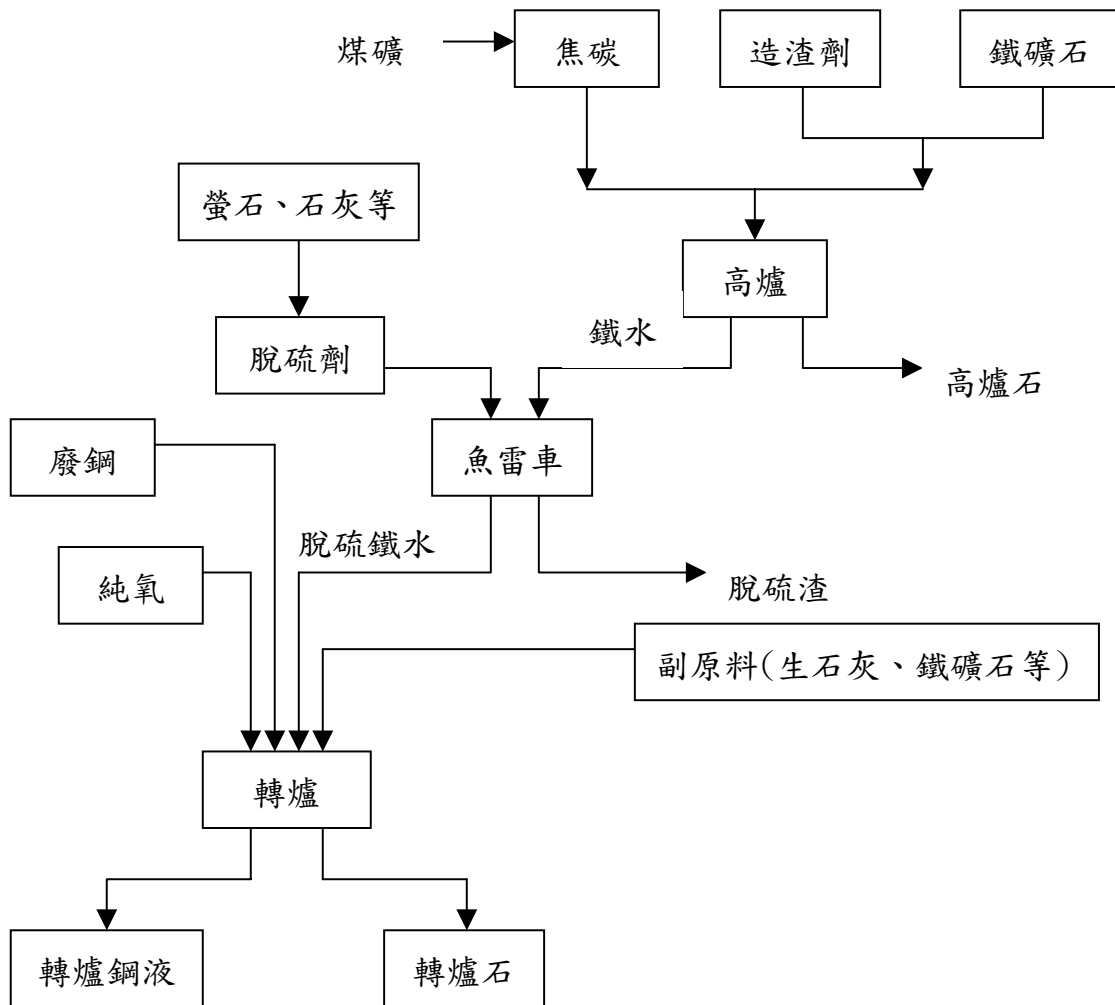 煤礦
焦碳
造渣劑
鐵礦石
螢石、石灰等
高爐
脫硫劑
鐵水
高爐石
廢鋼
魚雷車
脫硫鐵水
純氧
脫硫渣
副原料(生石灰、鐵礦石等)
轉爐
轉爐鋼液
轉爐石